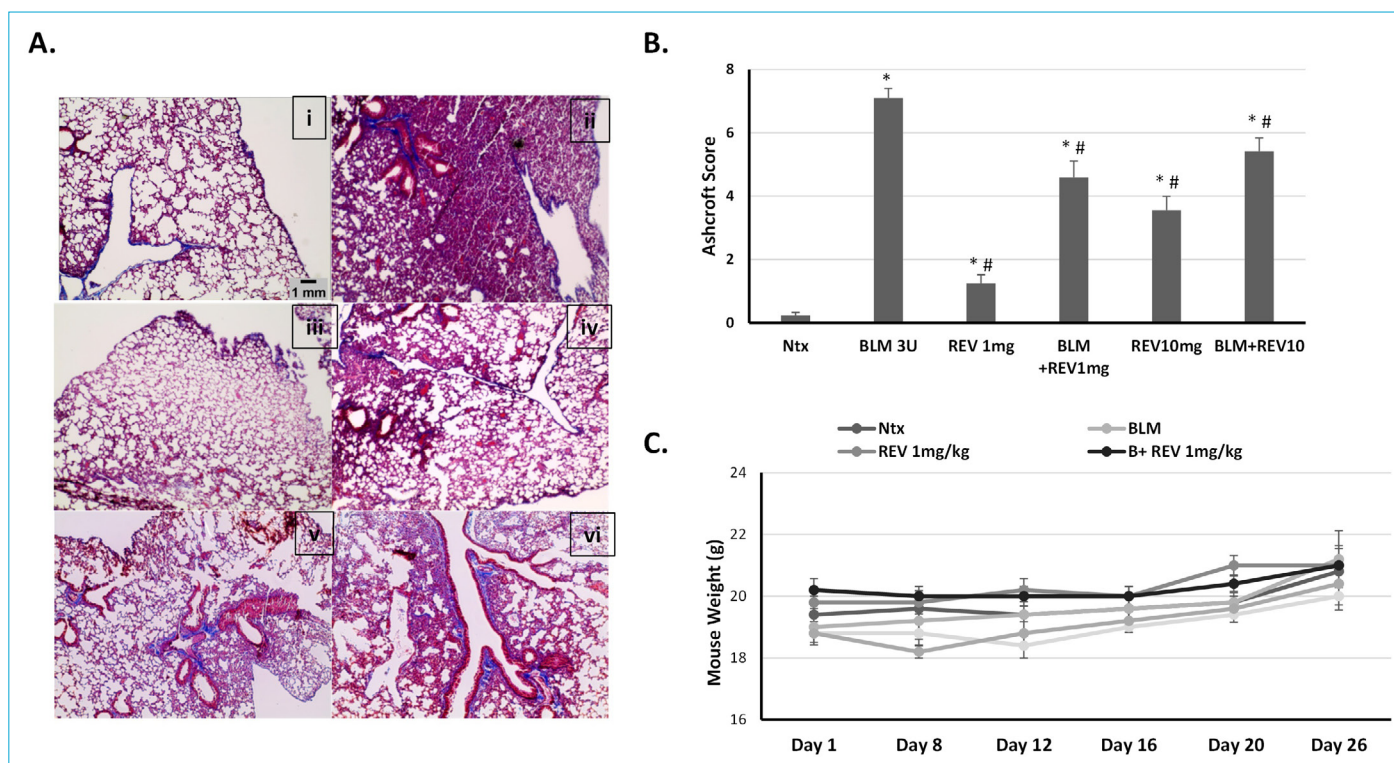 A.
i
ii
1 mm
iii
iv
v
vi
B.
Ashcroft Score
8
6
4
2
0
*
* #
* #
* #
* #
Ntx
BLM 3U
REV 1mg
BLM
+REV1mg
REV10mg
BLM+REV10
C.
Ntx
BLM
REV 1mg/kg
B+ REV 1mg/kg
Mouse Weight (g)
24
22
20
18
16
Day 1
Day 8
Day 12
Day 16
Day 20
Day 26